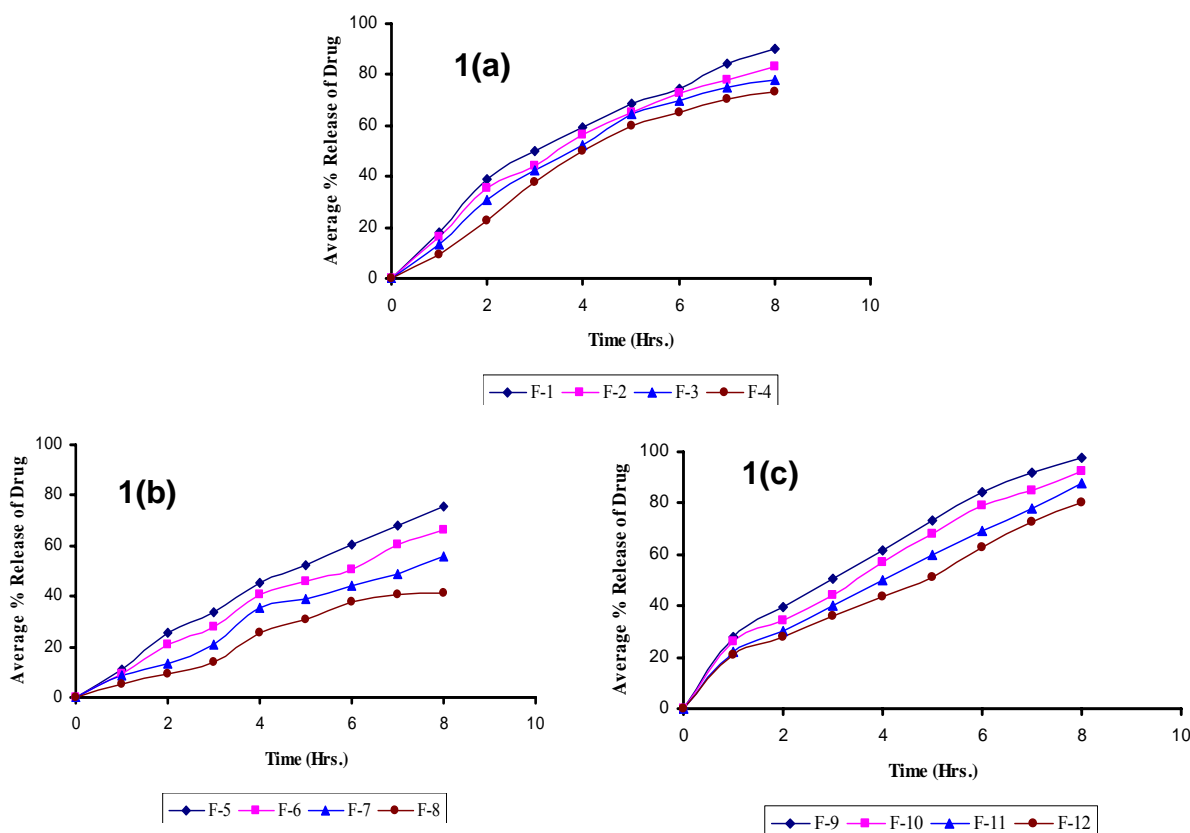 1(a)
Average % Release of Drug
100
80
60
40
20
0
0 2 4 6 8 10
Time (Hrs.)
F-1 F-2 F-3 F-4
1(b)
Average % Release of Drug
100
80
60
40
20
0
0 2 4 6 8 10
Time (Hrs.)
F-5 F-6 F-7 F-8
1(c)
Average % Release of Drug
100
80
60
40
20
0
0 2 4 6 8 10
Time (Hrs.)
F-9 F-10 F-11 F-12